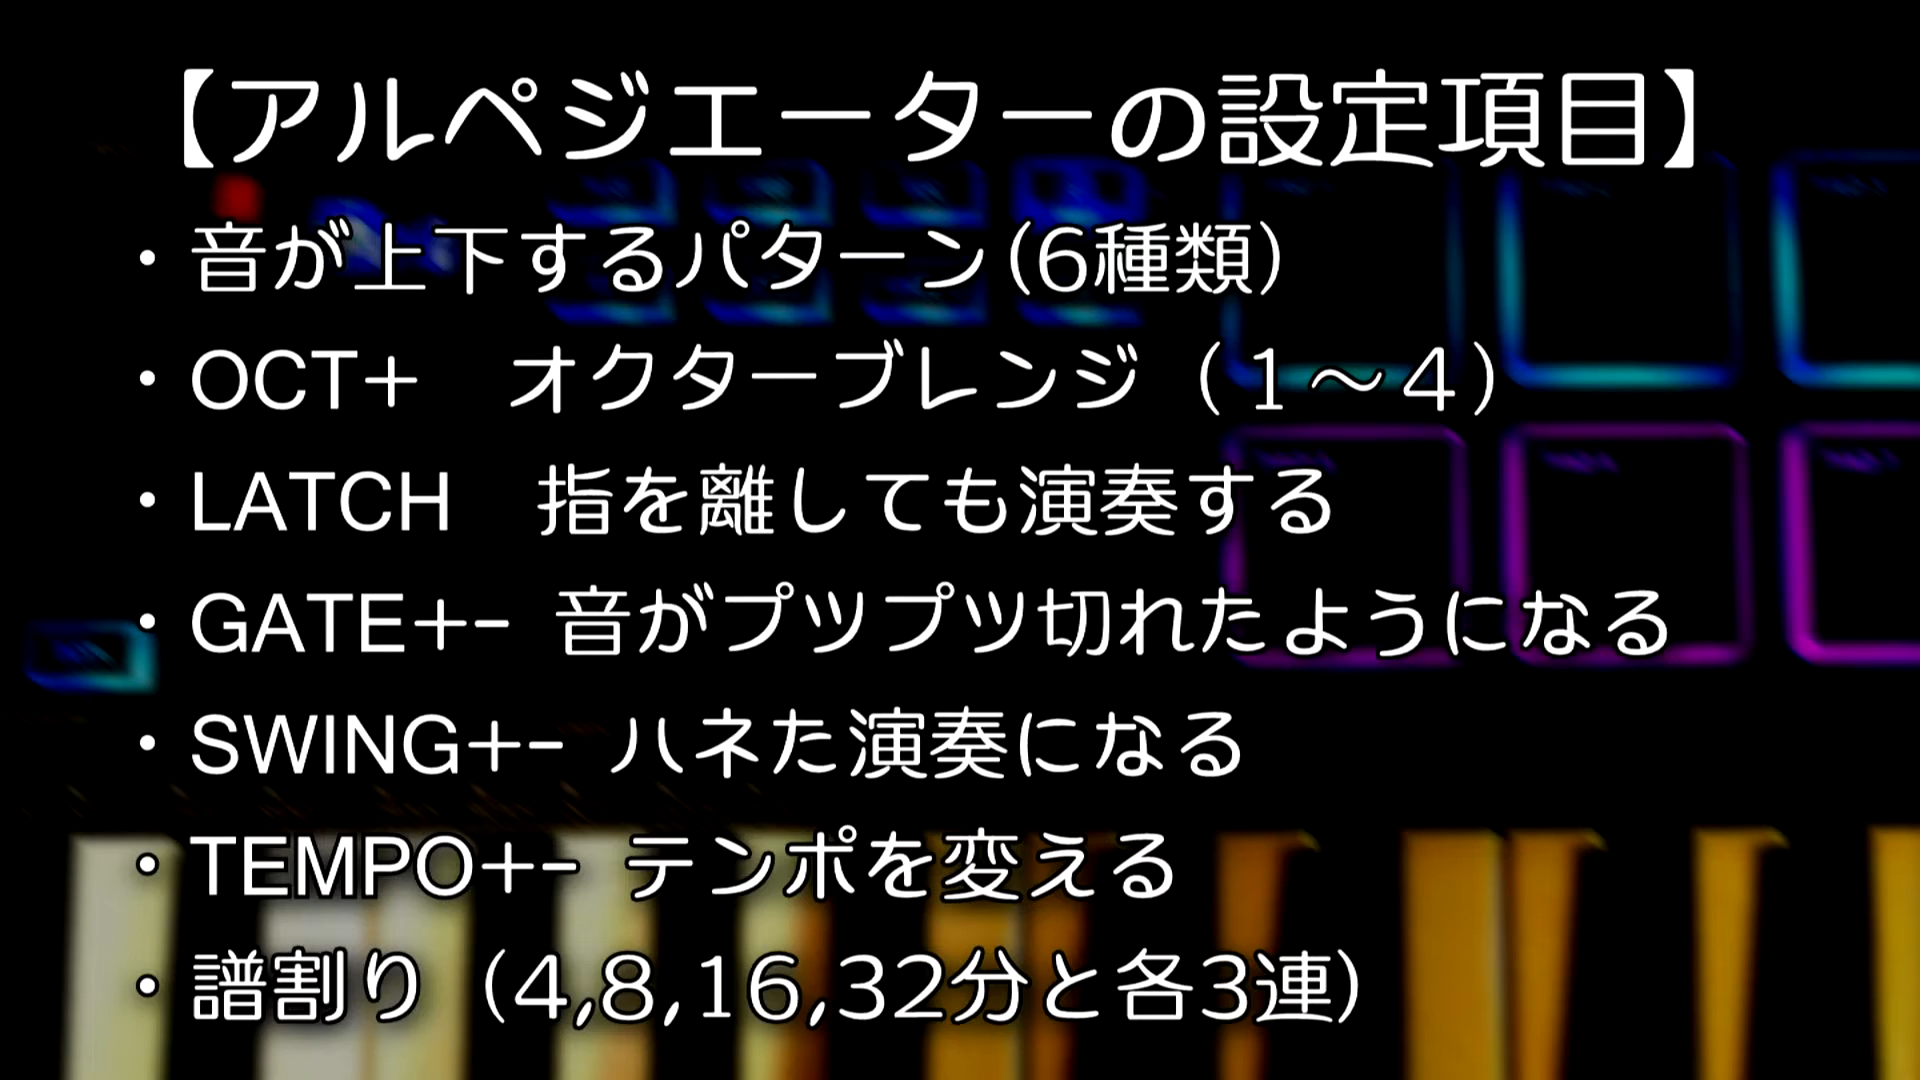 【アルペジエーターの設定項目】
・音が上下するパターン(6種類)
・OCT+　オクターブレンジ（１～４）
・LATCH　指を離しても演奏する
・GATE+− 音がプツプツ切れたようになる
・SWING+− ハネた演奏になる
・TEMPO+− テンポを変える
・譜割り（4,8,16,32分と各3連）